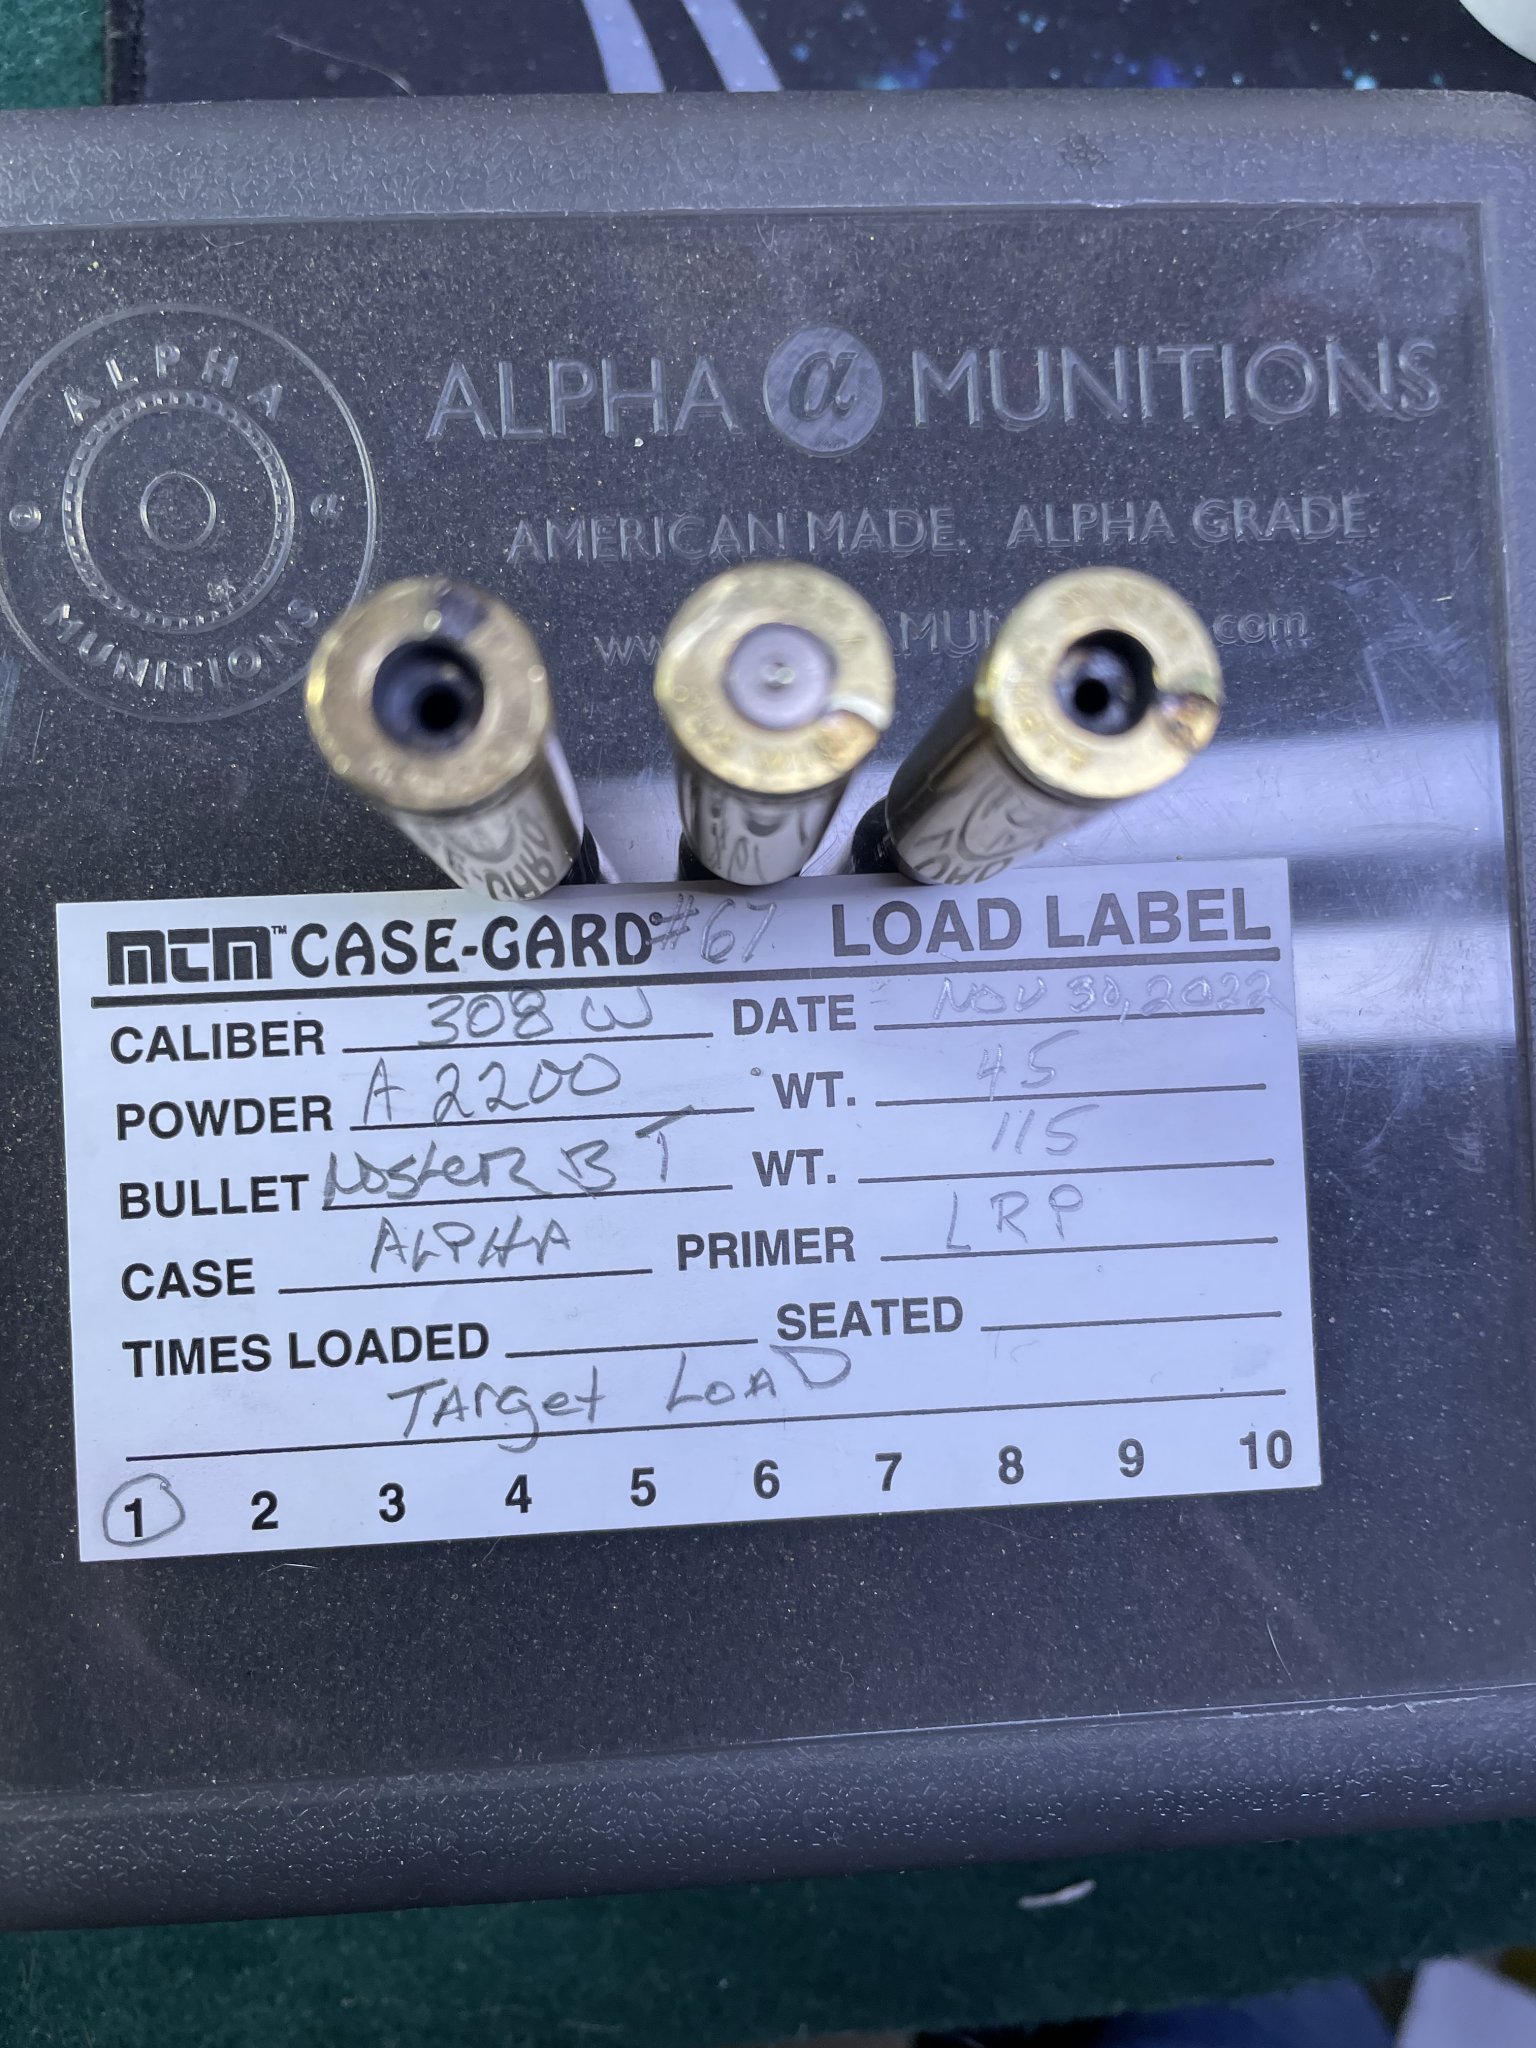 ALPHA MUNITIONS
ALPHA α MUNITIONS
AMERICAN MADE. ALPHA GRADE
MTM™ CASE-GARD® #67 LOAD LABEL
CALIBER 308 W DATE NOV 30, 2022
POWDER A 2200 WT. 45
BULLET Nosler BT WT. 115
CASE ALPHA PRIMER LRP
TIMES LOADED SEATED
TArget LOAD
1 2 3 4 5 6 7 8 9 10